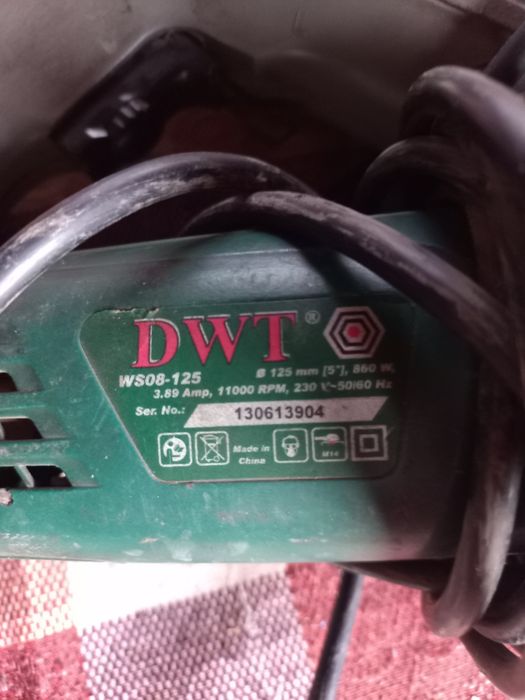 DWT®
WS08-125
Ø 125 mm [5"], 860 W,
3.89 Amp, 11000 RPM, 230 V~50/60 Hz
Ser. No.: 130613904
Made in
China
M14